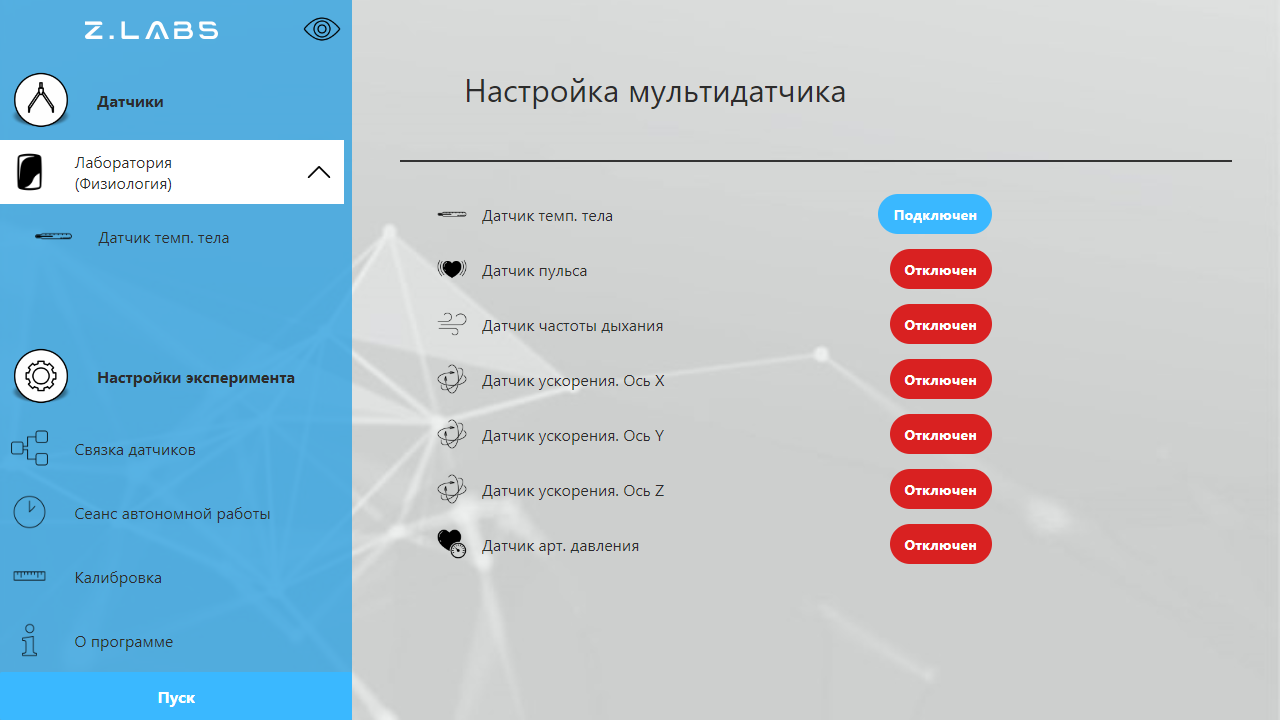 Z.LABS
Датчики
Лаборатория
(Физиология)
Датчик темп. тела
Настройки эксперимента
Связка датчиков
Сеанс автономной работы
Калибровка
О программе
Пуск
Настройка мультидатчика
Датчик темп. тела Подключен
Датчик пульса Отключен
Датчик частоты дыхания Отключен
Датчик ускорения. Ось X Отключен
Датчик ускорения. Ось Y Отключен
Датчик ускорения. Ось Z Отключен
Датчик арт. давления Отключен